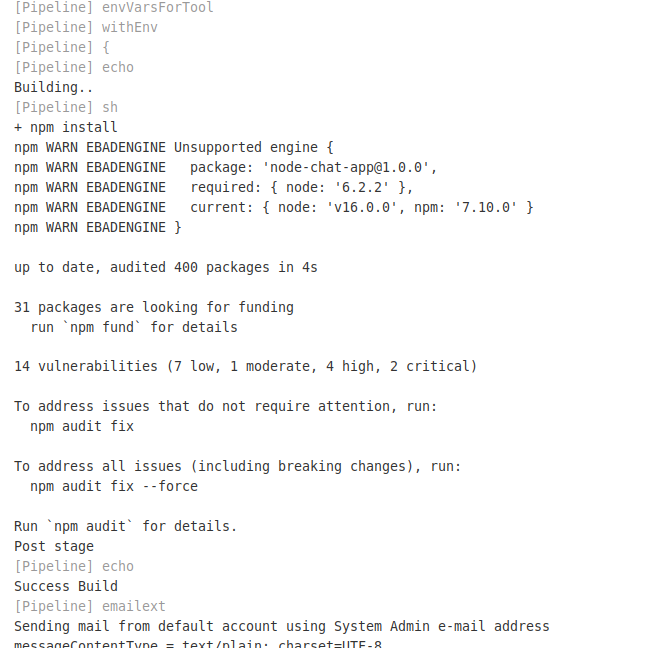 [Pipeline] envVarsForTool
[Pipeline] withEnv
[Pipeline] {
[Pipeline] echo
Building..
[Pipeline] sh
+ npm install
npm WARN EBADENGINE Unsupported engine {
npm WARN EBADENGINE   package: 'node-chat-app@1.0.0',
npm WARN EBADENGINE   required: { node: '6.2.2' },
npm WARN EBADENGINE   current: { node: 'v16.0.0', npm: '7.10.0' }
npm WARN EBADENGINE }
up to date, audited 400 packages in 4s
31 packages are looking for funding
  run `npm fund` for details
14 vulnerabilities (7 low, 1 moderate, 4 high, 2 critical)
To address issues that do not require attention, run:
  npm audit fix
To address all issues (including breaking changes), run:
  npm audit fix --force
Run `npm audit` for details.
Post stage
[Pipeline] echo
Success Build
[Pipeline] emailext
Sending mail from default account using System Admin e-mail address
messageContentType = text/plain; charset=UTF-8